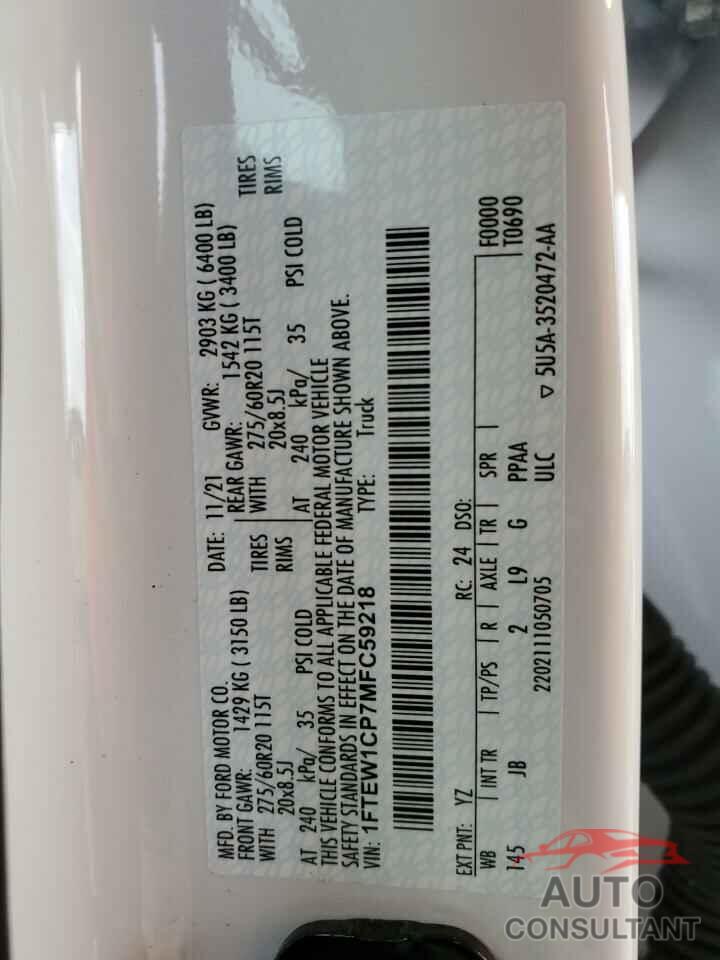 MFD. BY FORD MOTOR CO. DATE: 11/21 GVWR: 2903 KG ( 6400 LB)
FRONT GAWR: 1429 KG ( 3150 LB) REAR GAWR: 1542 KG ( 3400 LB)
WITH 275/60R20 115T TIRES WITH 275/60R20 115T TIRES
20x8.5J RIMS 20x8.5J RIMS
AT 240 kPa/ 35 PSI COLD AT 240 kPa/ 35 PSI COLD
THIS VEHICLE CONFORMS TO ALL APPLICABLE FEDERAL MOTOR VEHICLE
SAFETY STANDARDS IN EFFECT ON THE DATE OF MANUFACTURE SHOWN ABOVE.
VIN: 1FTEW1CP7MFC59218 TYPE: Truck
EXT PNT: YZ RC: 24 DSO: F0000
WB INT TR TP/PS R AXLE TR SPR T0690
145 JB 2 L9 G PPAA
2202111050705 ULC ▽ 5U5A-3520472-AA
AUTO
CONSULTANT